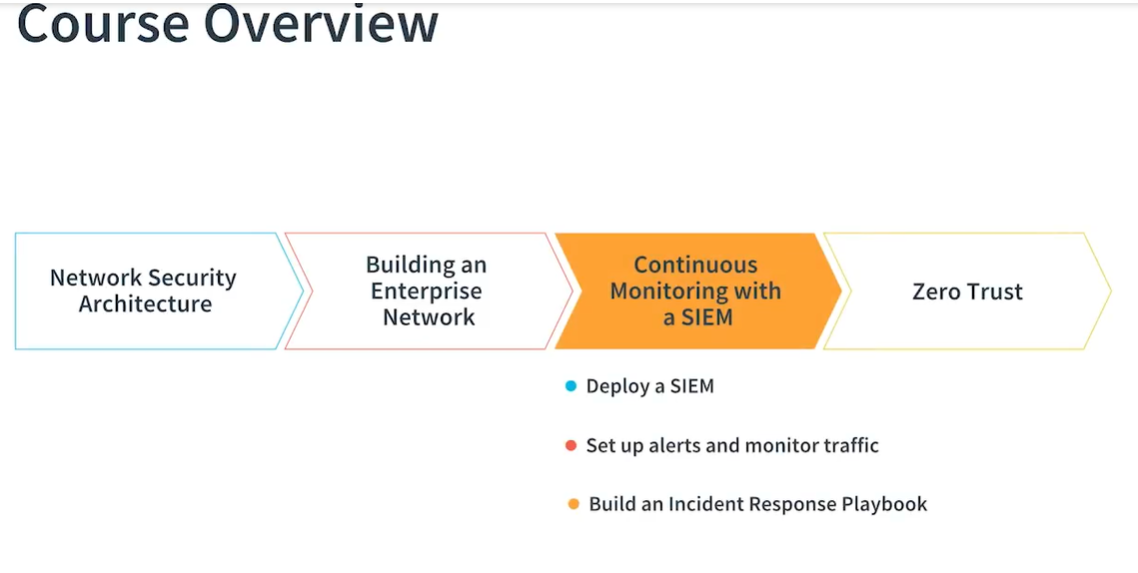 Course Overview
Network Security
Architecture
Building an
Enterprise
Network
Continuous
Monitoring with
a SIEM
Zero Trust
Deploy a SIEM
Set up alerts and monitor traffic
Build an Incident Response Playbook